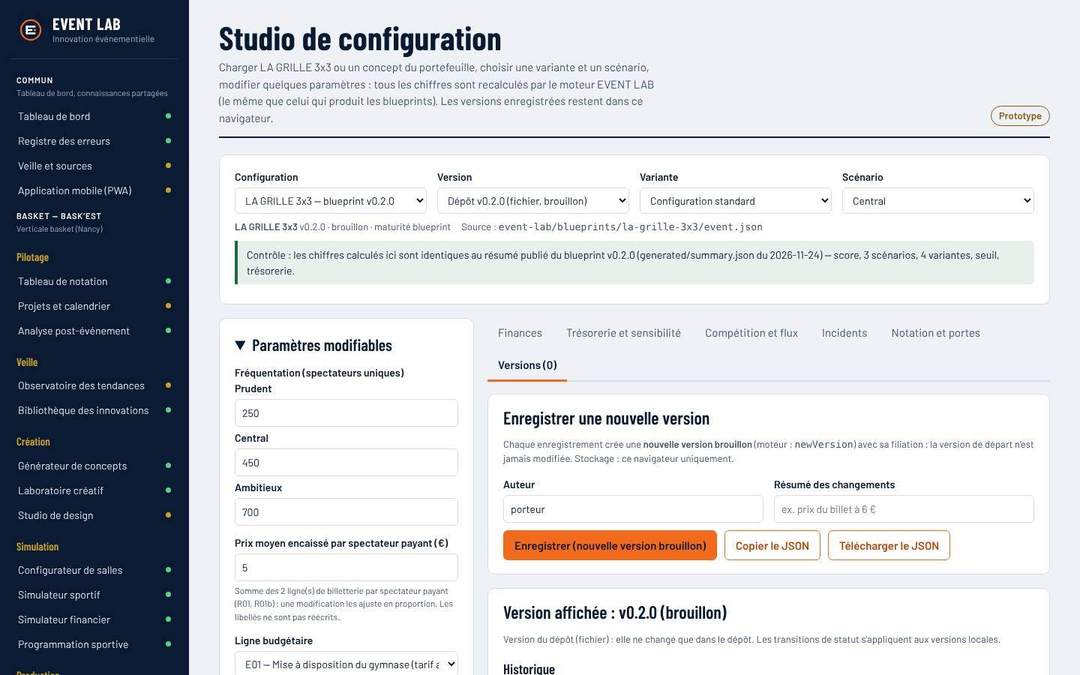 EVENT LAB
Innovation événementielle
COMMUN
Tableau de bord, connaissances partagées
Tableau de bord
Registre des erreurs
Veille et sources
Application mobile (PWA)
BASKET — BASK'EST
Verticale basket (Nancy)
Pilotage
Tableau de notation
Projets et calendrier
Analyse post-événement
Veille
Observatoire des tendances
Bibliothèque des innovations
Création
Générateur de concepts
Laboratoire créatif
Studio de design
Simulation
Configurateur de salles
Simulateur sportif
Simulateur financier
Programmation sportive
Production
Studio de configuration
Charger LA GRILLE 3x3 ou un concept du portefeuille, choisir une variante et un scénario,
modifier quelques paramètres : tous les chiffres sont recalculés par le moteur EVENT LAB
(le même que celui qui produit les blueprints). Les versions enregistrées restent dans ce
navigateur.
Prototype
Configuration
Version
Variante
Scénario
LA GRILLE 3x3 — blueprint v0.2.0
Dépôt v0.2.0 (fichier, brouillon)
Configuration standard
Central
LA GRILLE 3x3 v0.2.0 · brouillon · maturité blueprint Source : event-lab/blueprints/la-grille-3x3/event.json
Contrôle : les chiffres calculés ici sont identiques au résumé publié du blueprint v0.2.0 (generated/summary.json du 2026-11-24) — score, 3 scénarios, 4 variantes, seuil,
trésorerie.
▼ Paramètres modifiables
Fréquentation (spectateurs uniques)
Prudent
250
Central
450
Ambitieux
700
Prix moyen encaissé par spectateur payant (€)
5
Somme des 2 ligne(s) de billetterie par spectateur payant
(R01, R01b) : une modification les ajuste en proportion. Les
libellés ne sont pas réécrits.
Ligne budgétaire
E01 — Mise à disposition du gymnase (tarif a
Finances
Trésorerie et sensibilité
Compétition et flux
Incidents
Notation et portes
Versions (0)
Enregistrer une nouvelle version
Chaque enregistrement crée une nouvelle version brouillon (moteur : newVersion) avec sa filiation : la version de départ n'est
jamais modifiée. Stockage : ce navigateur uniquement.
Auteur
Résumé des changements
porteur
ex. prix du billet à 6 €
Enregistrer (nouvelle version brouillon)
Copier le JSON
Télécharger le JSON
Version affichée : v0.2.0 (brouillon)
Version du dépôt (fichier) : elle ne change que dans le dépôt. Les transitions de statut s'appliquent aux versions locales.
Historique